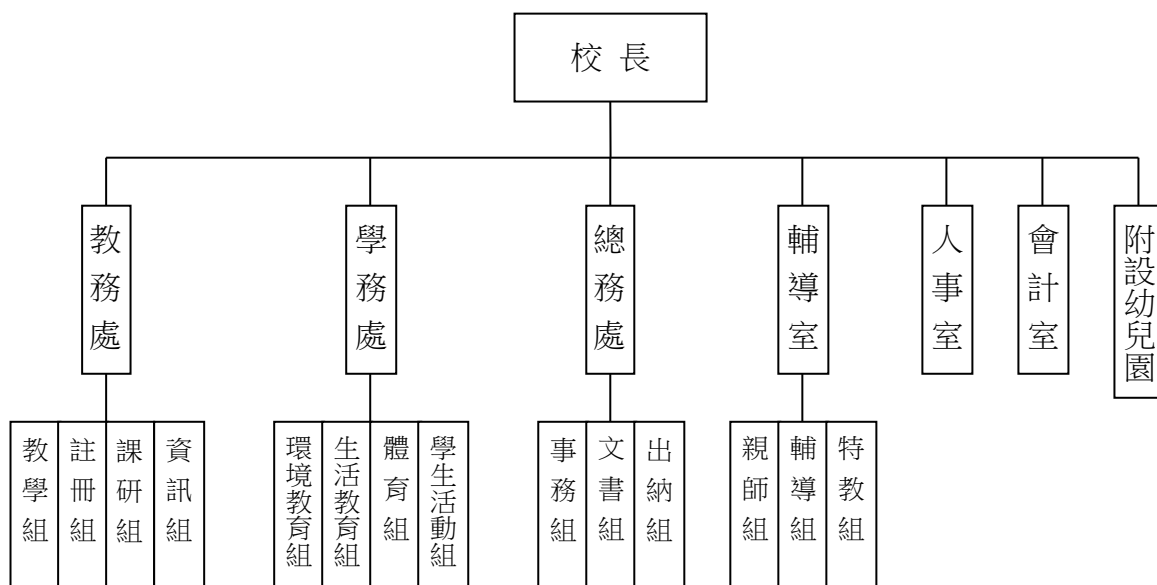 校長
教務處
學務處
總務處
輔導室
人事室
會計室
附設幼兒園
教學組
註冊組
課研組
資訊組
環境教育組
生活教育組
體育組
學生活動組
事務組
文書組
出納組
親師組
輔導組
特教組